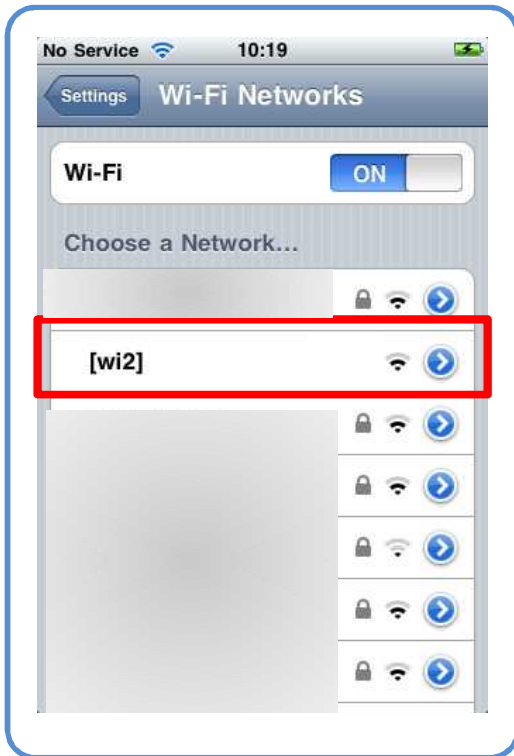 No Service 10:19
Settings Wi-Fi Networks
Wi-Fi ON
Choose a Network...
[wi2]